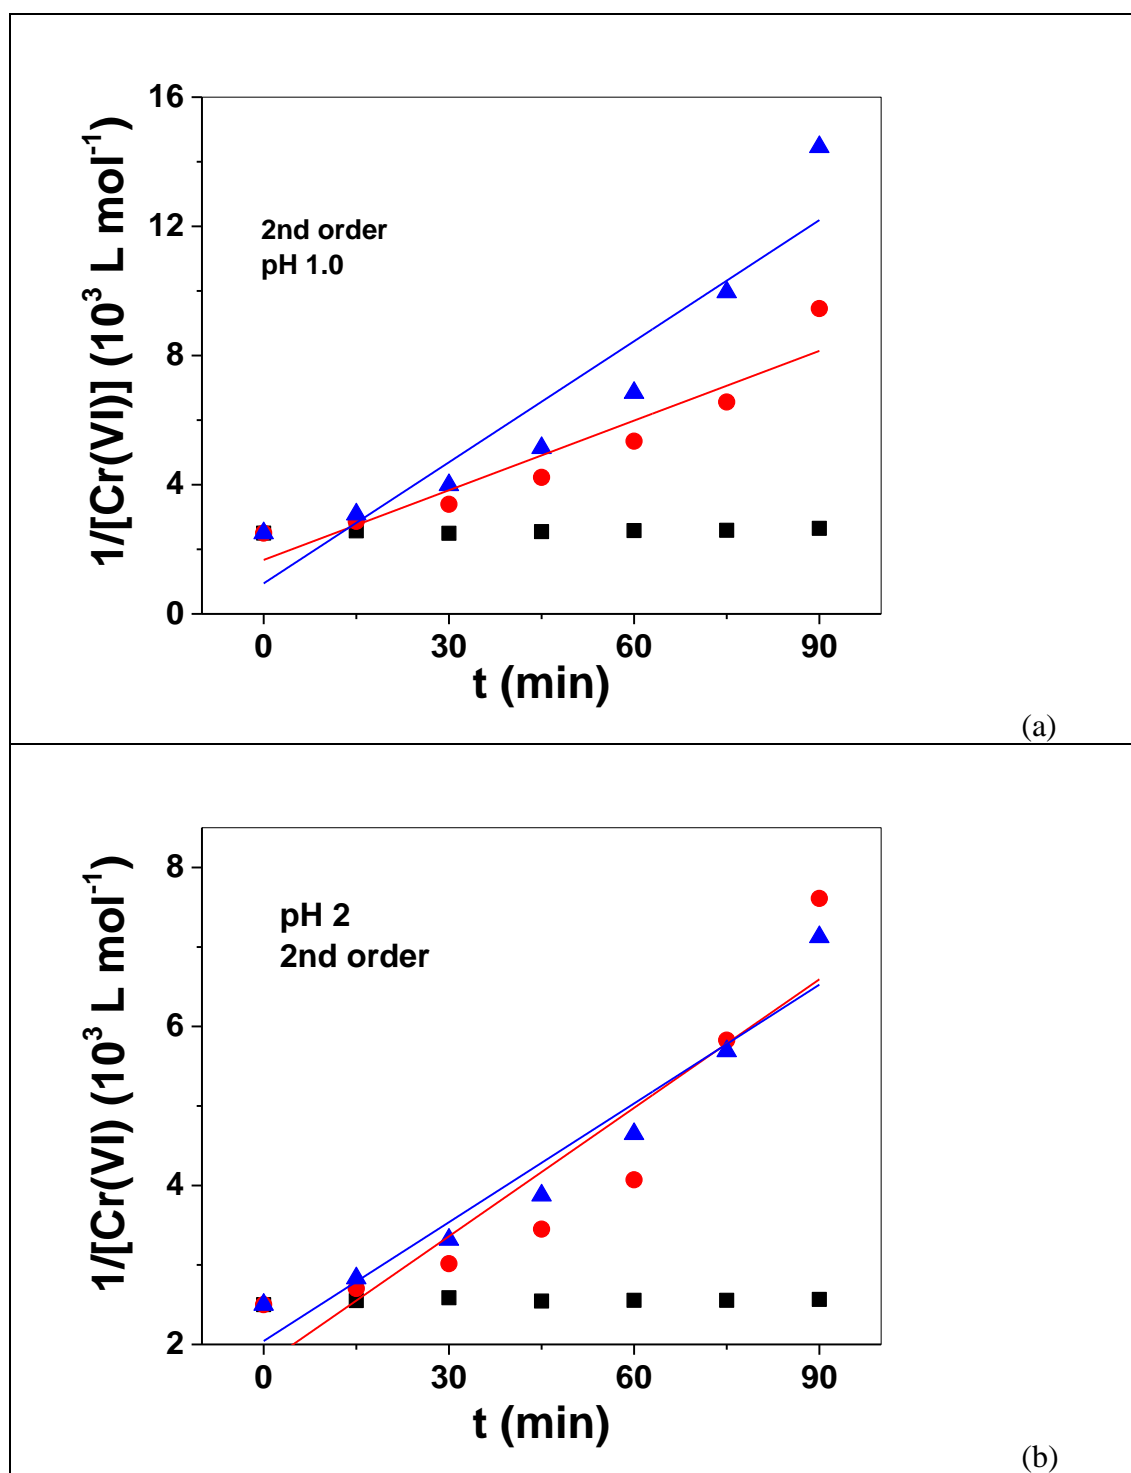 16
12
8
4
0
1/[Cr(VI)] (10³ L mol⁻¹)
2nd order
pH 1.0
0 30 60 90
t (min)
(a)
8
6
4
2
1/[Cr(VI) (10³ L mol⁻¹)
pH 2
2nd order
0 30 60 90
t (min)
(b)